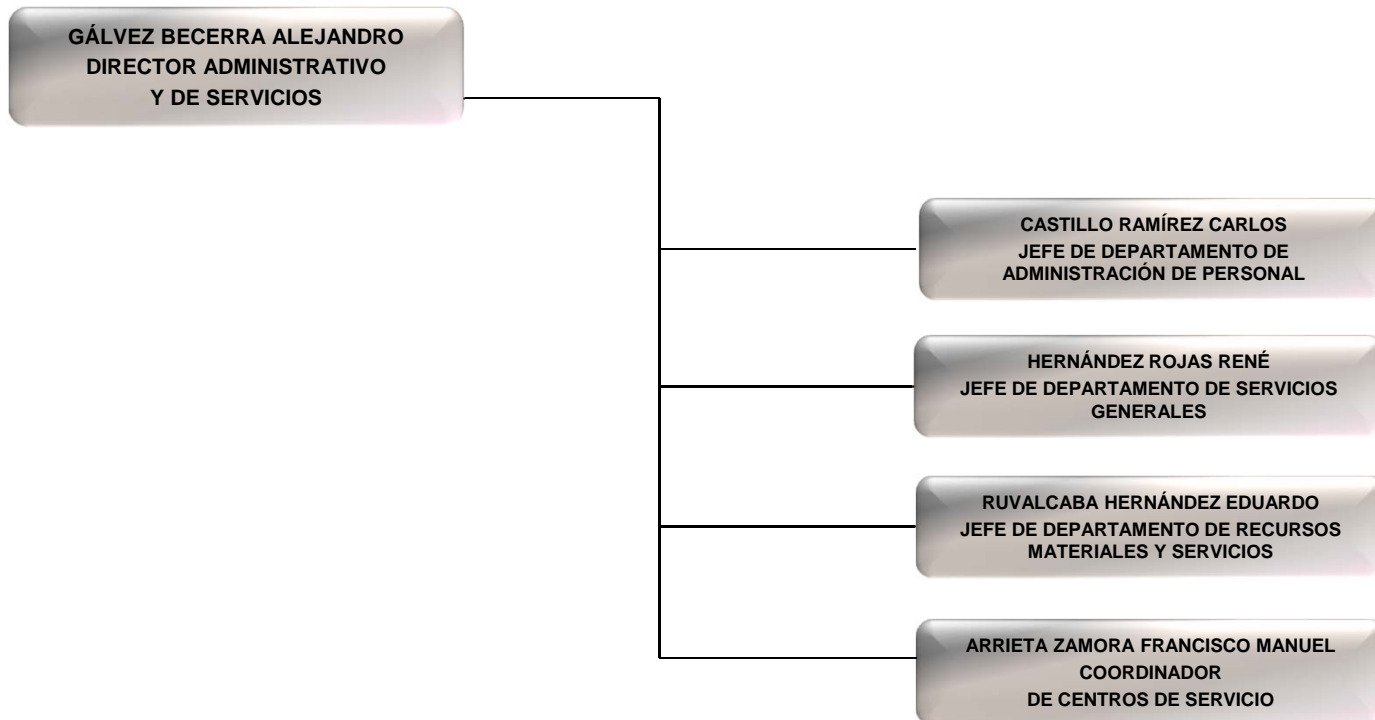 GÁLVEZ BECERRA ALEJANDRO
DIRECTOR ADMINISTRATIVO
Y DE SERVICIOS
CASTILLO RAMÍREZ CARLOS
JEFE DE DEPARTAMENTO DE
ADMINISTRACIÓN DE PERSONAL
HERNÁNDEZ ROJAS RENÉ
JEFE DE DEPARTAMENTO DE SERVICIOS
GENERALES
RUVALCABA HERNÁNDEZ EDUARDO
JEFE DE DEPARTAMENTO DE RECURSOS
MATERIALES Y SERVICIOS
ARRIETA ZAMORA FRANCISCO MANUEL
COORDINADOR
DE CENTROS DE SERVICIO